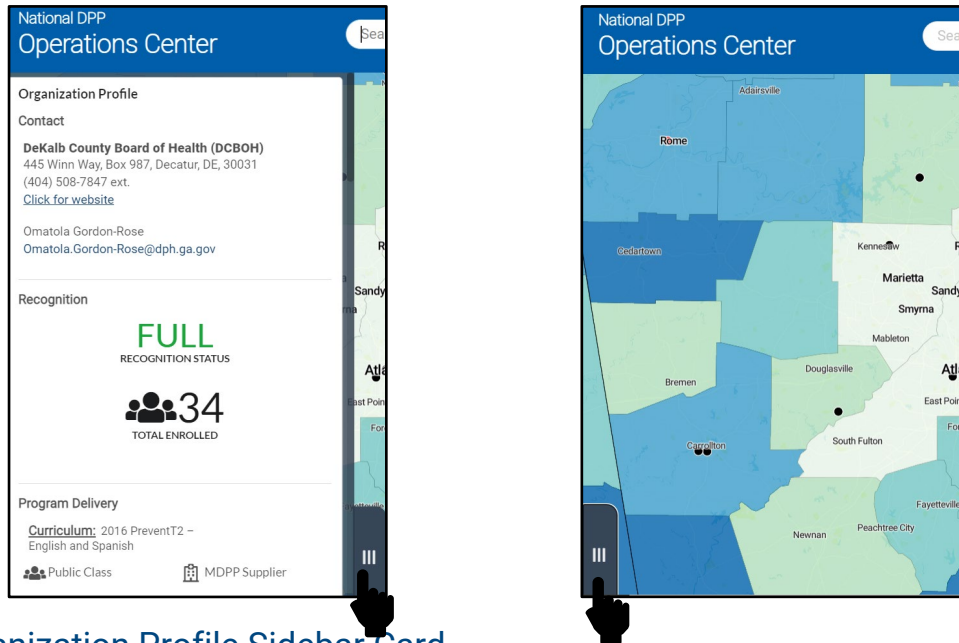 National DPP
Operations Center
Organization Profile
Contact
DeKalb County Board of Health (DCBOH)
445 Winn Way, Box 987, Decatur, DE, 30031
(404) 508-7847 ext.
Click for website
Omatola Gordon-Rose
Omatola.Gordon-Rose@dph.ga.gov
Recognition
FULL
RECOGNITION STATUS
34
TOTAL ENROLLED
Program Delivery
Curriculum: 2016 PreventT2 –
English and Spanish
Public Class
MDPP Supplier
Sandy
National DPP
Operations Center
Adairsville
Rome
Cedartown
Kennesaw
Marietta
Sandy
Smyrna
Mableton
Douglasville
Bremen
Carrollton
South Fulton
Fayetteville
Peachtree City
Newnan
Profile Sidebar Card